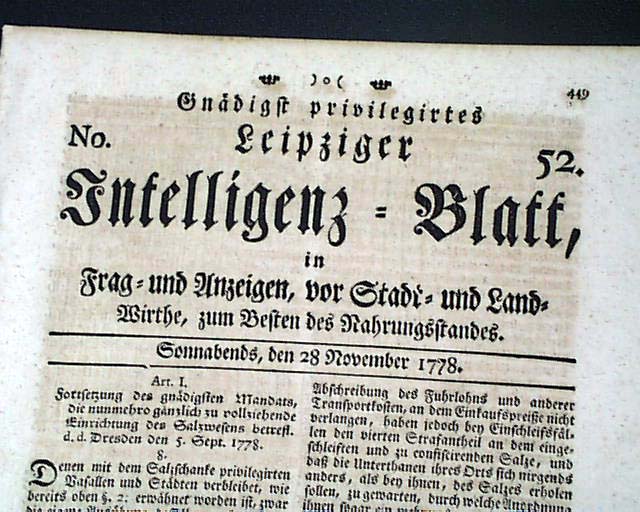 449
Gnädigst privilegirtes
Leipziger
No. 52.
Intelligenz-Blatt,
in
Frag- und Anzeigen, vor Stadt- und Land-
Wirthe, zum Besten des Nahrungsstandes.
Sonnabends, den 28 November 1778.
Art. I.
Fortsetzung des gnädigsten Mandats,
die nunmehro gänzlich zu vollziehende
Einrichtung des Salzwesens betrefl.
d. d. Dresden den 5. Sept. 1778.
8.
Denen mit dem Salzschanke privilegirten
Vasallen und Städten verbleibet, wie
bereits oben §. 2. erwähnet worden ist, zwar
Abschreibung des Fuhrlohns und anderer
Transportkosten, an dem Einkaufspreiße nicht
verlangen, haben jedoch bey Einschleifsfäl-
len den vierten Strafantheil an dem einge-
schleiften und zu confiscirenden Salze, und
daß die Unterthanen ihres Orts sich nirgends
anders, als bey ihnen, des Salzes erholen
sollen, zu gewarten, durch welche Anordnung
ihnen sogar ein